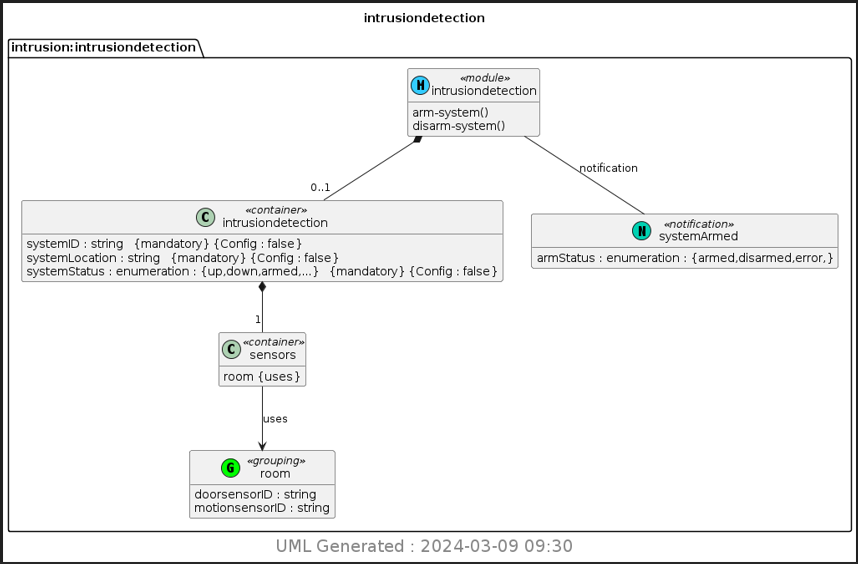 intrusiondetection
intrusion:intrusiondetection
M
«module»
intrusiondetection
arm-system()
disarm-system()
0..1
notification
C
«container»
intrusiondetection
systemID : string {mandatory} {Config : false}
systemLocation : string {mandatory} {Config : false}
systemStatus : enumeration : {up,down,armed,...} {mandatory} {Config : false}
N
«notification»
systemArmed
armStatus : enumeration : {armed,disarmed,error,}
1
C
«container»
sensors
room {uses}
uses
G
«grouping»
room
doorsensorID : string
motionsensorID : string
UML Generated : 2024-03-09 09:30